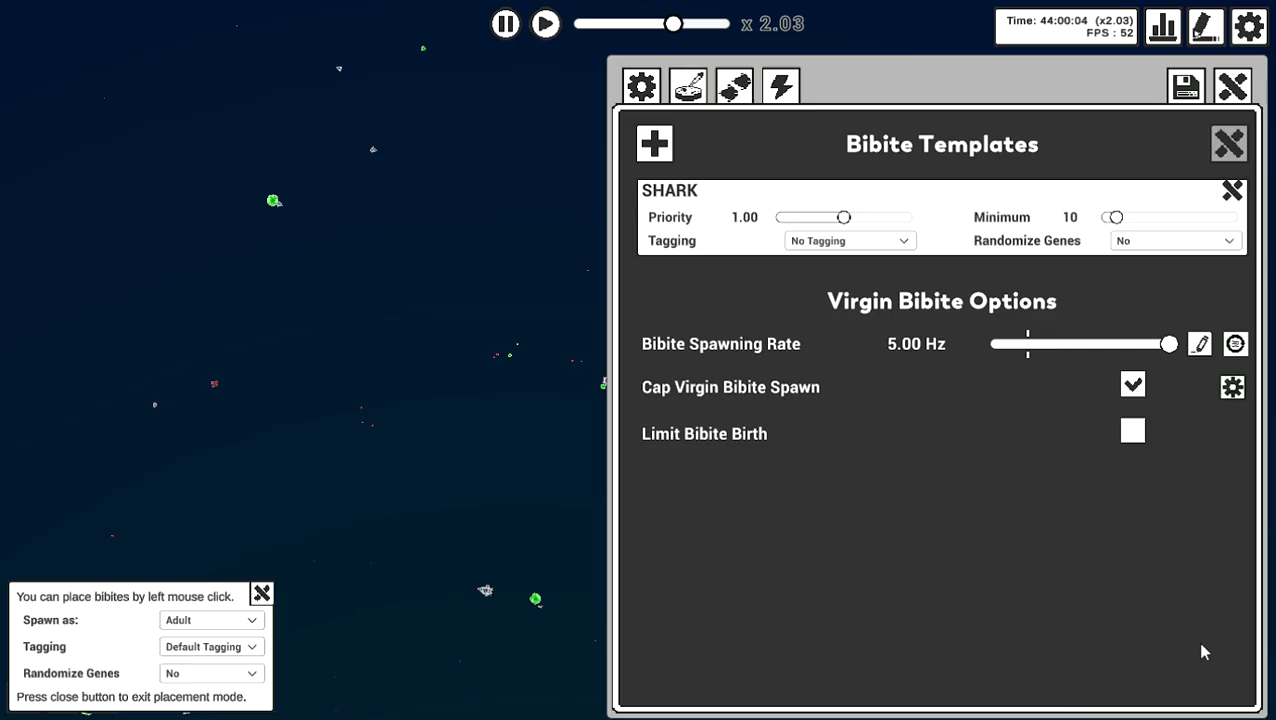 x 2.03
Time: 44:00:04 (x2.03)
FPS : 52
Bibite Templates
SHARK
Priority 1.00 Minimum 10
Tagging No Tagging Randomize Genes No
Virgin Bibite Options
Bibite Spawning Rate 5.00 Hz
Cap Virgin Bibite Spawn
Limit Bibite Birth
You can place bibites by left mouse click.
Spawn as: Adult
Tagging Default Tagging
Randomize Genes No
Press close button to exit placement mode.